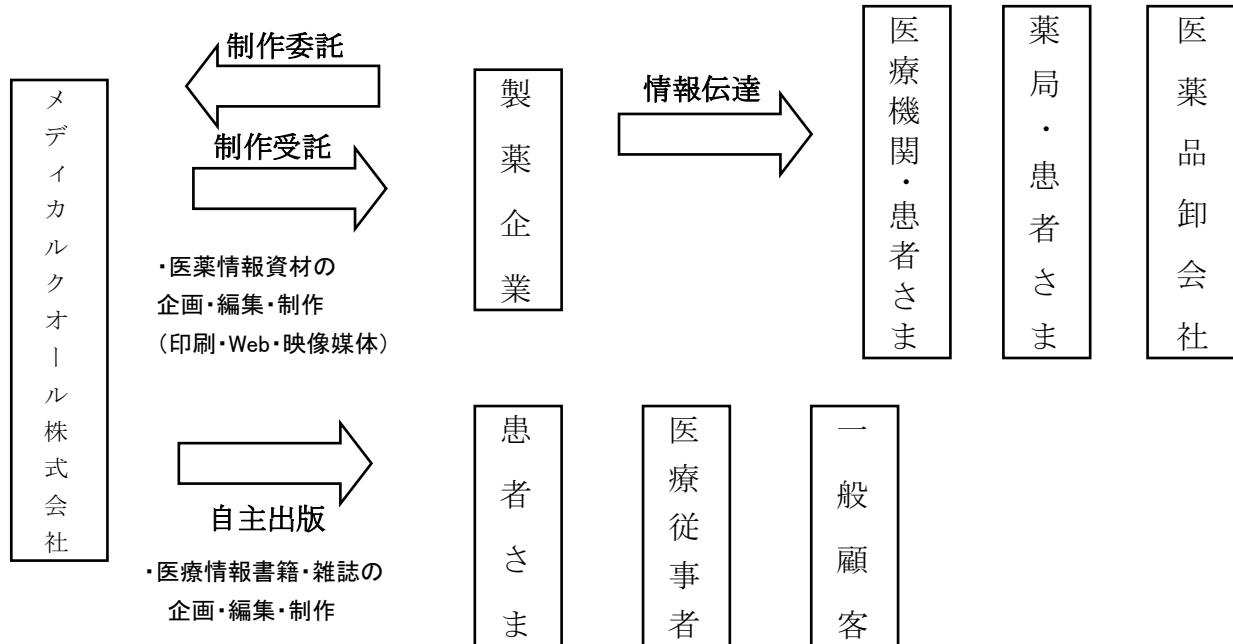 メディカルクオール株式会社
制作委託
制作受託
・医薬情報資材の
企画・編集・制作
（印刷・Web・映像媒体）
製薬企業
情報伝達
医療機関・患者さま
薬局・患者さま
医薬品卸会社
自主出版
・医療情報書籍・雑誌の
企画・編集・制作
患者さま
医療従事者
一般顧客